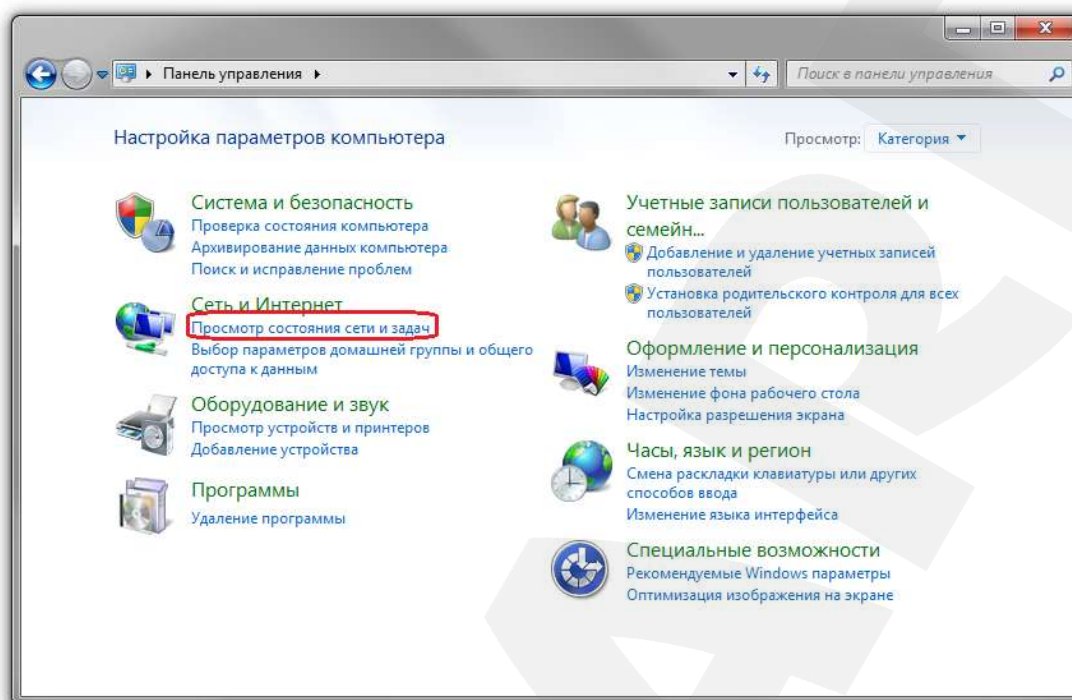 Панель управления
Поиск в панели управления
Настройка параметров компьютера
Просмотр: Категория
Система и безопасность
Проверка состояния компьютера
Архивирование данных компьютера
Поиск и исправление проблем
Сеть и Интернет
Просмотр состояния сети и задач
Выбор параметров домашней группы и общего
доступа к данным
Оборудование и звук
Просмотр устройств и принтеров
Добавление устройства
Программы
Удаление программы
Учетные записи пользователей и
семейн...
Добавление и удаление учетных записей
пользователей
Установка родительского контроля для всех
пользователей
Оформление и персонализация
Изменение темы
Изменение фона рабочего стола
Настройка разрешения экрана
Часы, язык и регион
Смена раскладки клавиатуры или других
способов ввода
Изменение языка интерфейса
Специальные возможности
Рекомендуемые Windows параметры
Оптимизация изображения на экране